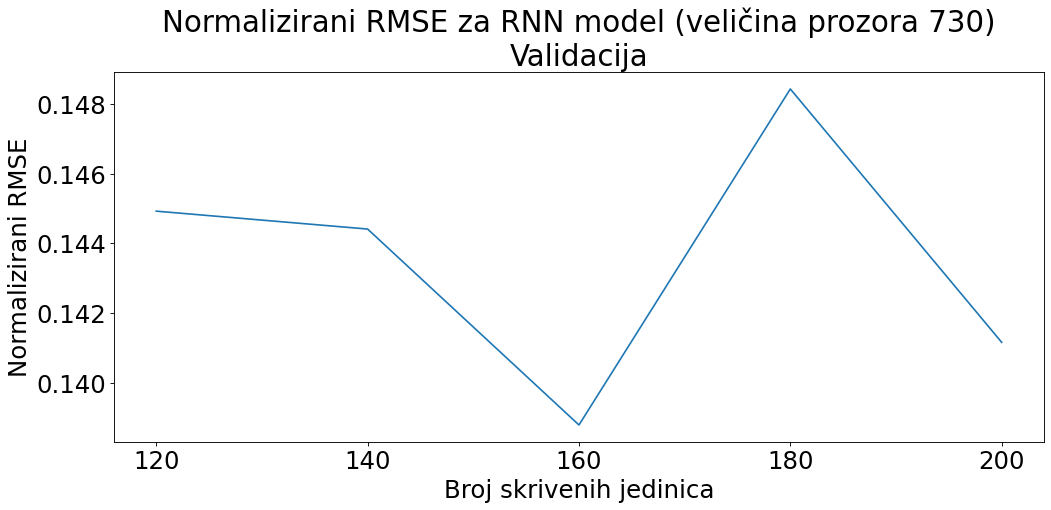 Normalizirani RMSE za RNN model (veličina prozora 730)
Validacija
Normalizirani RMSE
0.148
0.146
0.144
0.142
0.140
120 140 160 180 200
Broj skrivenih jedinica